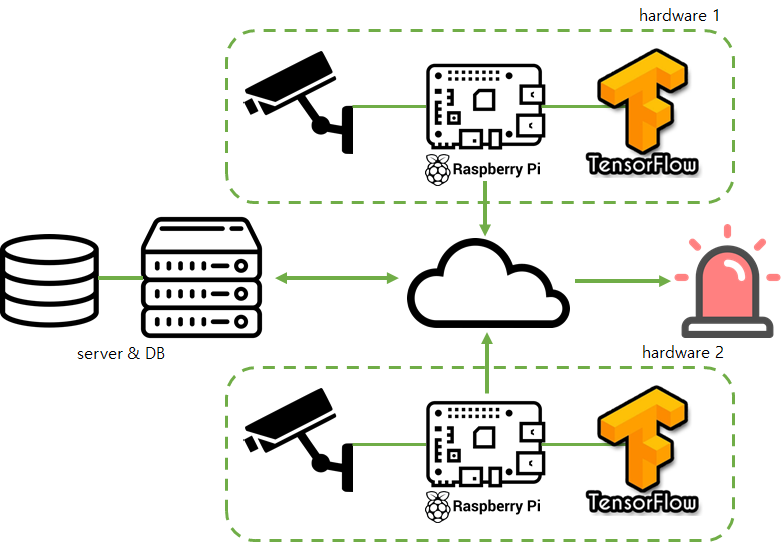 hardware 1
Raspberry Pi
TensorFlow
server & DB
hardware 2
Raspberry Pi
TensorFlow